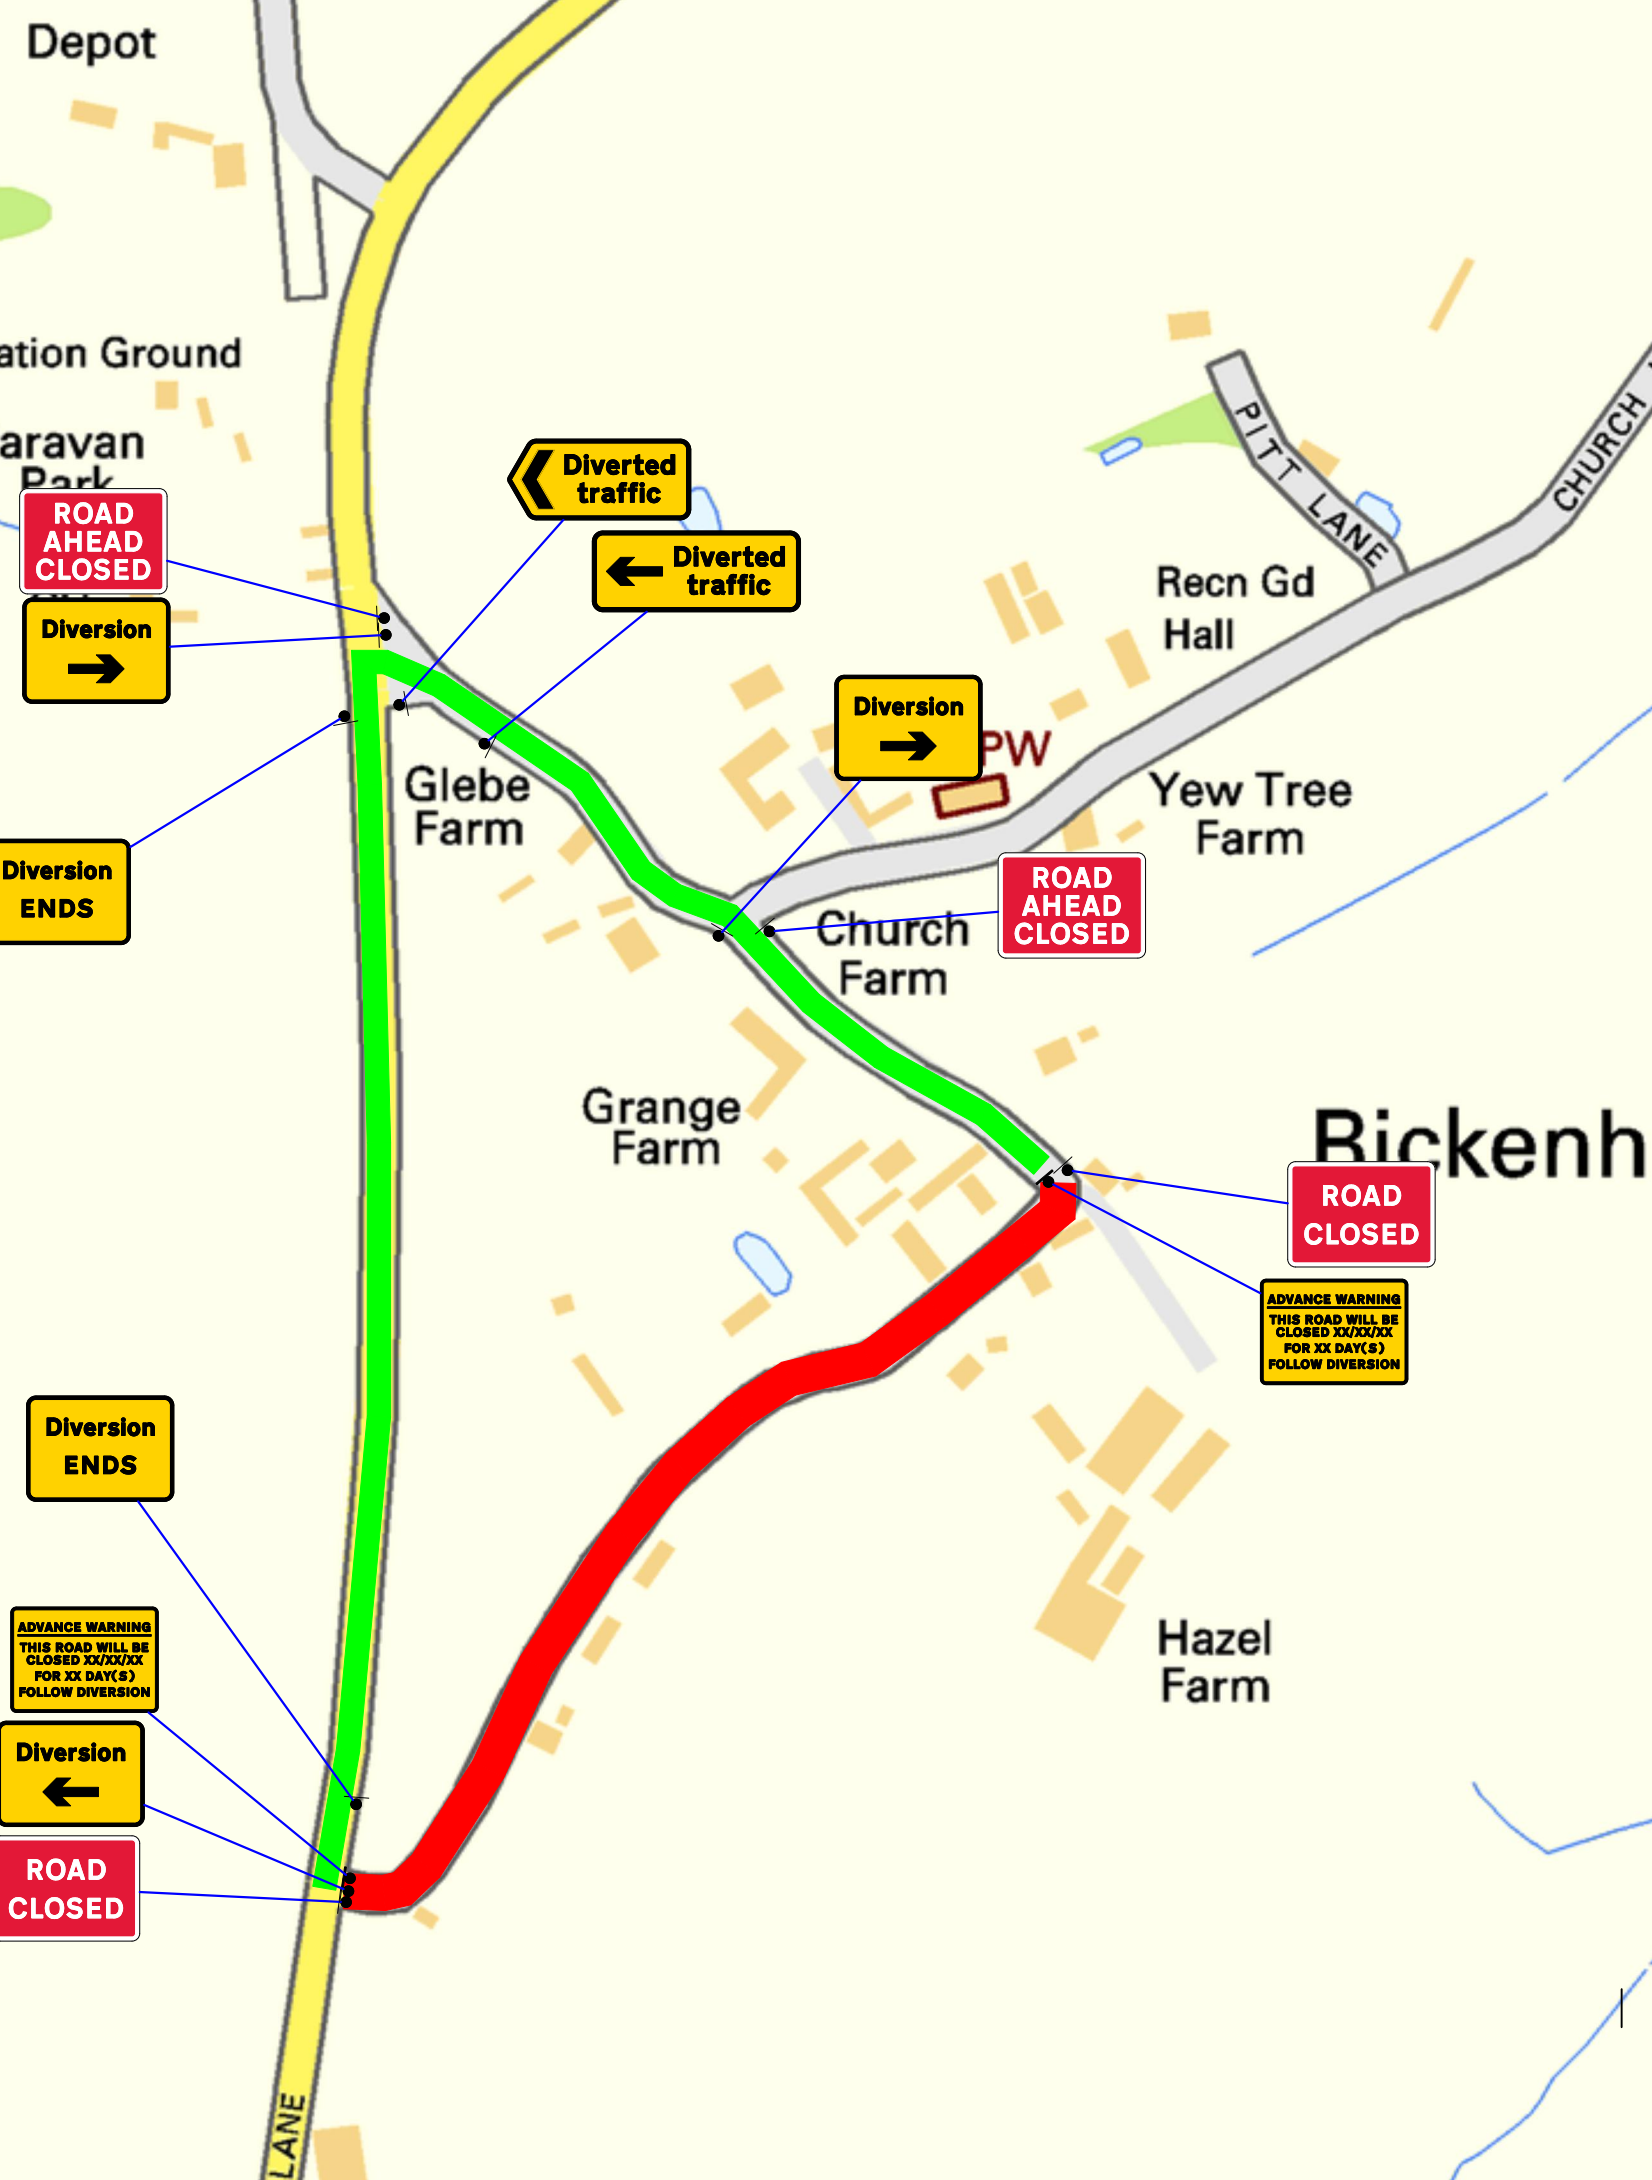 Depot
ation Ground
aravan
Park
ROAD
AHEAD
CLOSED
Diversion
Diverted
traffic
Diverted
traffic
PITT LANE
CHURCH
Recn Gd
Hall
Diversion
PW
Yew Tree
Farm
Glebe
Farm
Diversion
ENDS
ROAD
AHEAD
CLOSED
Church
Farm
Grange
Farm
Bickenh
ROAD
CLOSED
ADVANCE WARNING
THIS ROAD WILL BE
CLOSED XX/XX/XX
FOR XX DAY(S)
FOLLOW DIVERSION
Diversion
ENDS
ADVANCE WARNING
THIS ROAD WILL BE
CLOSED XX/XX/XX
FOR XX DAY(S)
FOLLOW DIVERSION
Hazel
Farm
Diversion
ROAD
CLOSED
LANE